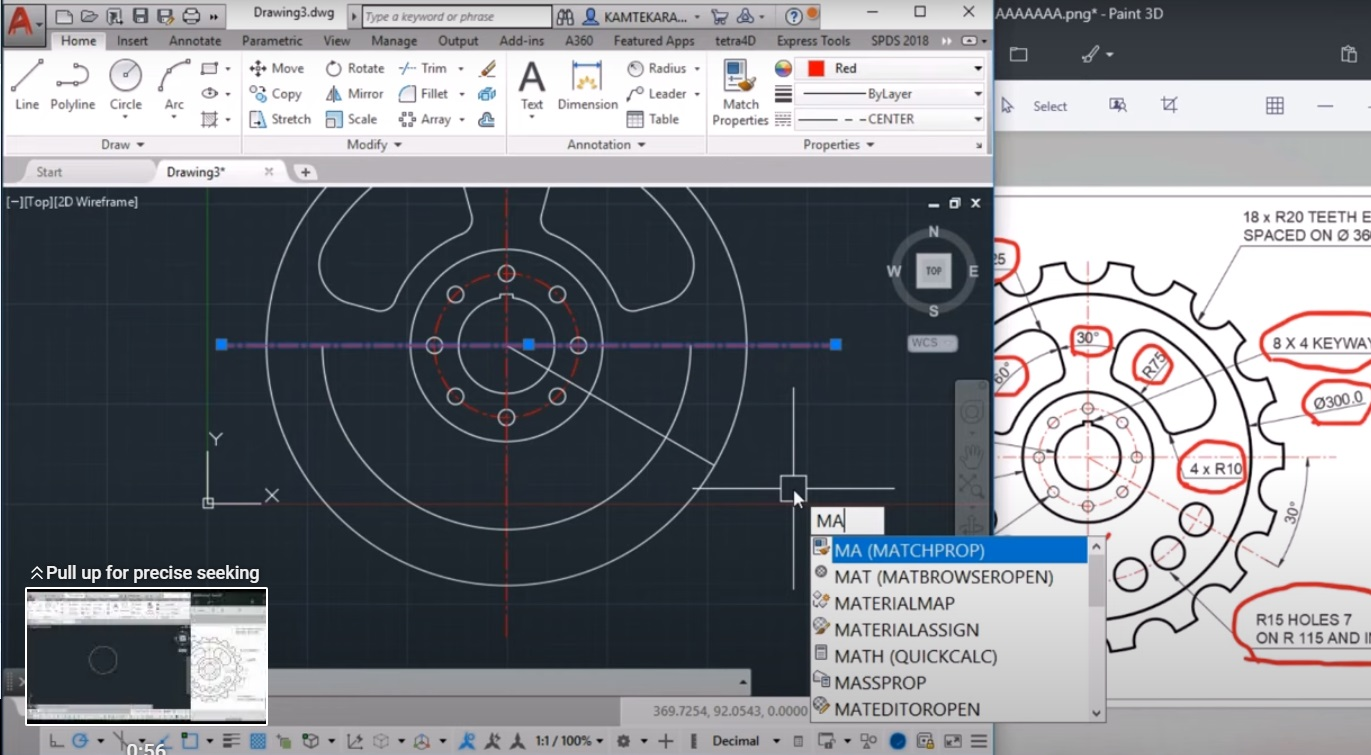 Drawing3.dwg
Type a keyword or phrase
KAMTEKARA...
AAAAAAA.png* - Paint 3D
Home Insert Annotate Parametric View Manage Output Add-ins A360 Featured Apps tetra4D Express Tools SPDS 2018
Line Polyline Circle Arc
Move Rotate Trim
Copy Mirror Fillet
Stretch Scale Array
Text Dimension
Radius
Leader
Table
Match
Properties
Red
ByLayer
CENTER
Select
Draw Modify Annotation Properties
Start Drawing3*
[−][Top][2D Wireframe]
N
W TOP E
S
WCS
Y
X
18 x R20 TEETH E
SPACED ON Ø 36
25
30°
8 X 4 KEYWAY
60°
R75
Ø300.0
4 x R10
30°
R15 HOLES 7
ON R 115 AND I
MA
MA (MATCHPROP)
MAT (MATBROWSEROPEN)
MATERIALMAP
MATERIALASSIGN
MATH (QUICKCALC)
MASSPROP
MATEDITOROPEN
Pull up for precise seeking
0:56
369.7254, 92.0543, 0.0000
1:1 / 100%
Decimal